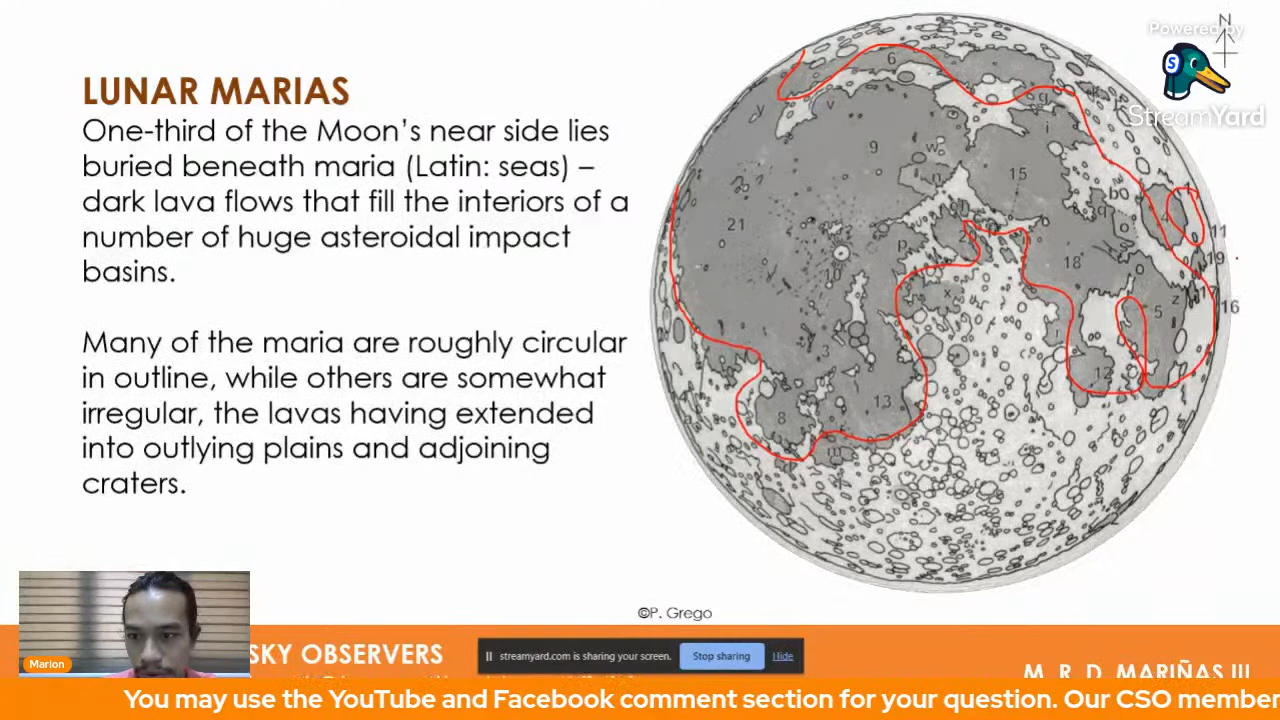 LUNAR MARIAS
One-third of the Moon's near side lies
buried beneath maria (Latin: seas) –
dark lava flows that fill the interiors of a
number of huge asteroidal impact
basins.
Many of the maria are roughly circular
in outline, while others are somewhat
irregular, the lavas having extended
into outlying plains and adjoining
craters.
N
Powered by
S
StreamYard
6
y
v
g
i
9
w
n
15
b
21
p
q
11
18
19
10
o
17
x
z
16
5
r
3
12
13
8
m
©P. Grego
SKY OBSERVERS
streamyard.com is sharing your screen.
Stop sharing
Hide
M. R. D. MARIÑAS III
Marion
You may use the YouTube and Facebook comment section for your question. Our CSO member